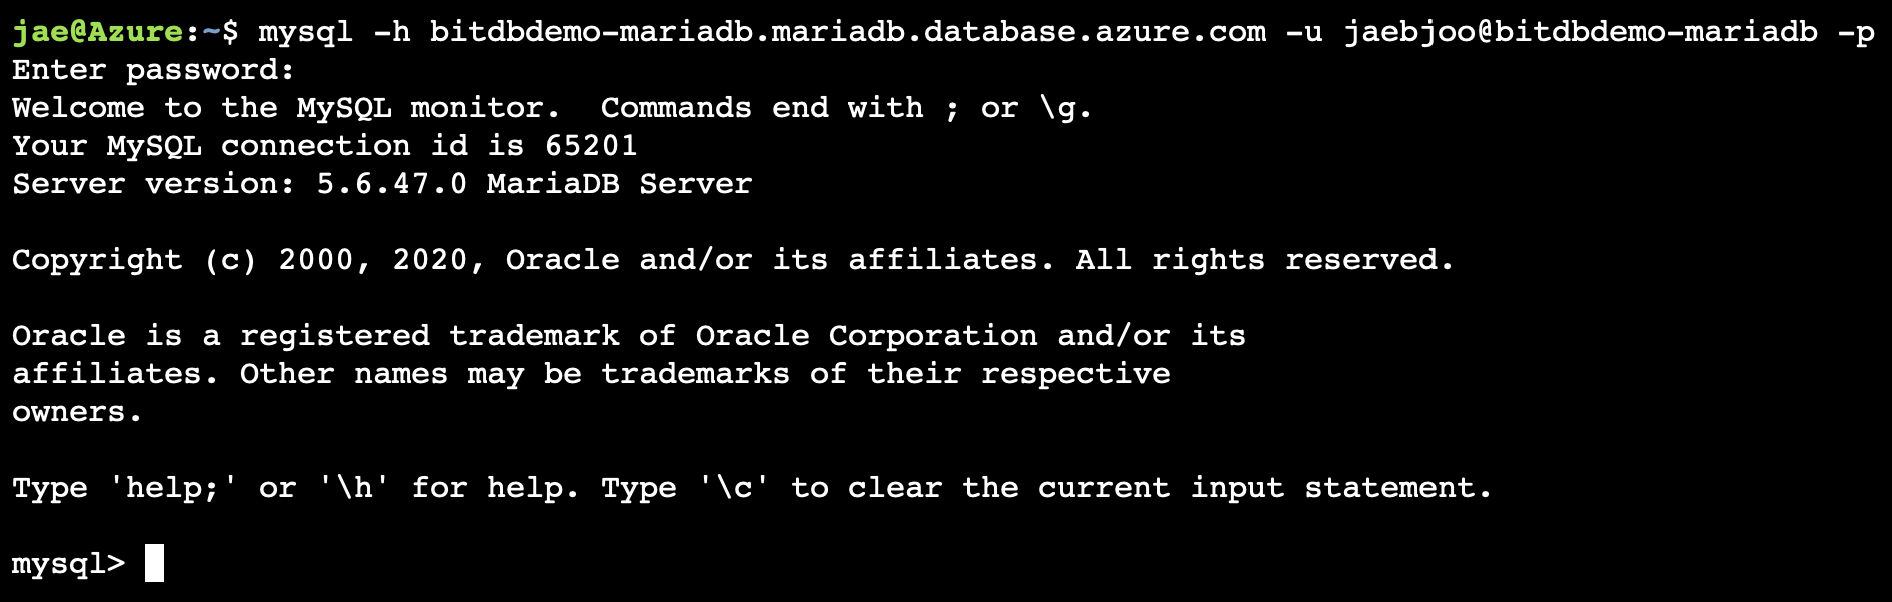 jae@Azure:~$ mysql -h bitdbdemo-mariadb.mariadb.database.azure.com -u jaebjoo@bitdbdemo-mariadb -p
Enter password:
Welcome to the MySQL monitor.  Commands end with ; or \g.
Your MySQL connection id is 65201
Server version: 5.6.47.0 MariaDB Server
Copyright (c) 2000, 2020, Oracle and/or its affiliates. All rights reserved.
Oracle is a registered trademark of Oracle Corporation and/or its
affiliates. Other names may be trademarks of their respective
owners.
Type 'help;' or '\h' for help. Type '\c' to clear the current input statement.
mysql>